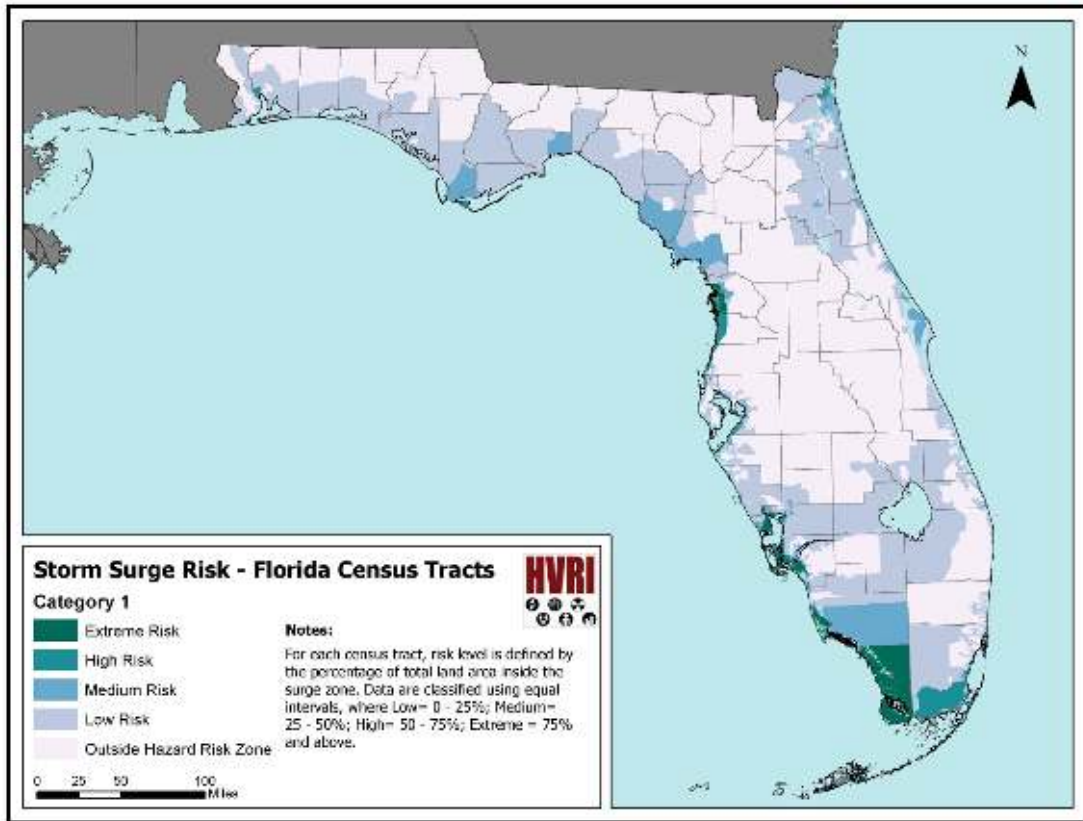 N
Storm Surge Risk - Florida Census Tracts
HVRI
Category 1
Extreme Risk
High Risk
Medium Risk
Low Risk
Outside Hazard Risk Zone
Notes:
For each census tract, risk level is defined by
the percentage of total land area inside the
surge zone. Data are classified using equal
intervals, where Low= 0 - 25%; Medium=
25 - 50%; High= 50 - 75%; Extreme = 75%
and above.
0 25 50 100
Miles